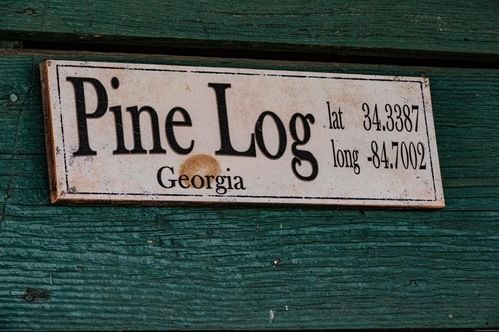 Pine Log
Georgia
lat 34.3387
long -84.7002